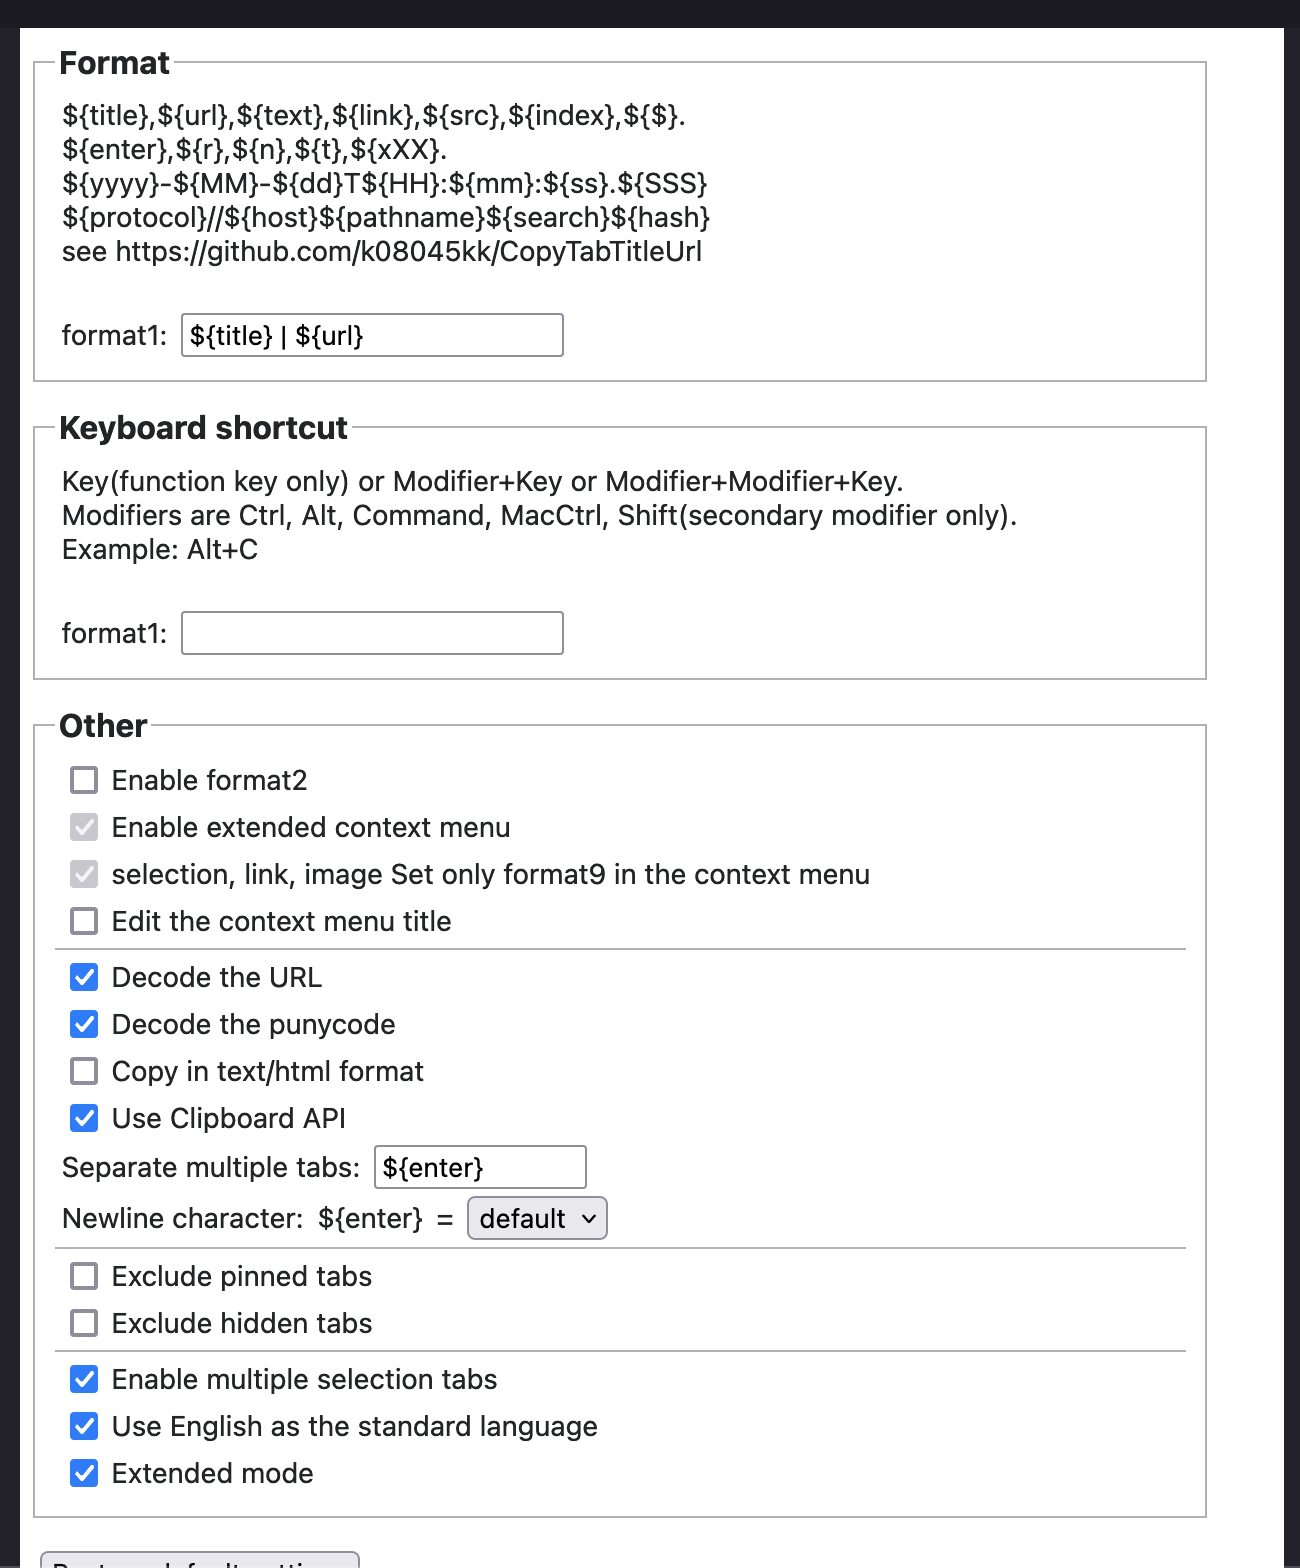 Format
${title},${url},${text},${link},${src},${index},${$}.
${enter},${r},${n},${t},${xXX}.
${yyyy}-${MM}-${dd}T${HH}:${mm}:${ss}.${SSS}
${protocol}//${host}${pathname}${search}${hash}
see https://github.com/k08045kk/CopyTabTitleUrl
format1: ${title} | ${url}
Keyboard shortcut
Key(function key only) or Modifier+Key or Modifier+Modifier+Key.
Modifiers are Ctrl, Alt, Command, MacCtrl, Shift(secondary modifier only).
Example: Alt+C
format1:
Other
Enable format2
Enable extended context menu
selection, link, image Set only format9 in the context menu
Edit the context menu title
Decode the URL
Decode the punycode
Copy in text/html format
Use Clipboard API
Separate multiple tabs: ${enter}
Newline character: ${enter} = default
Exclude pinned tabs
Exclude hidden tabs
Enable multiple selection tabs
Use English as the standard language
Extended mode